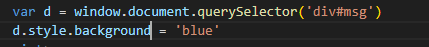 var d = window.document.querySelector('div#msg')
d.style.background = 'blue'